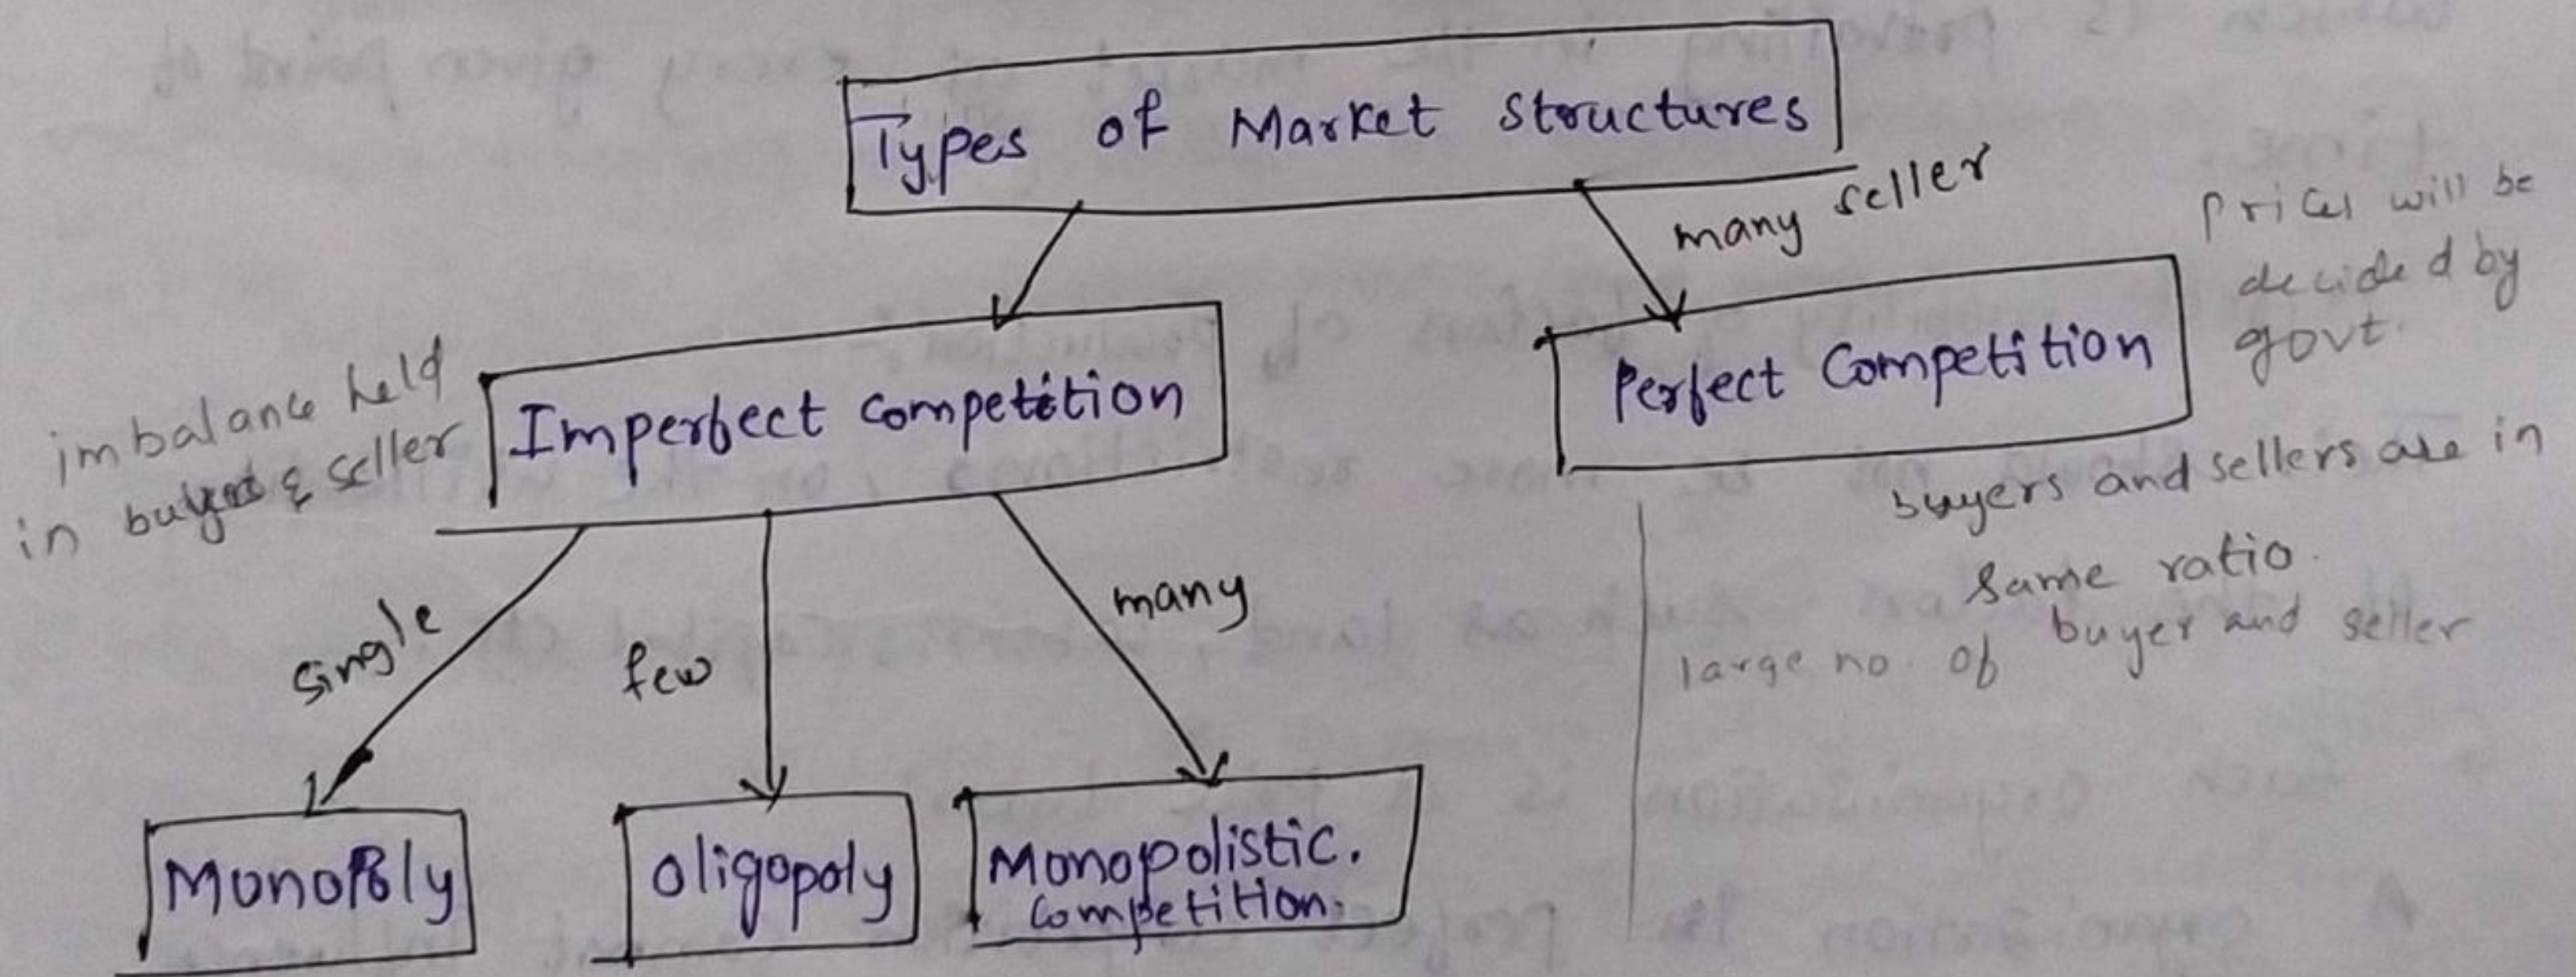 Types of Market Structures
many seller
prices will be
decided by
govt.
imbalance held
in buyers & seller
Imperfect competition
Perfect Competition
buyers and sellers are in
same ratio.
large no. of buyer and seller
single
few
many
Monopoly
oligopoly
Monopolistic.
Competition.